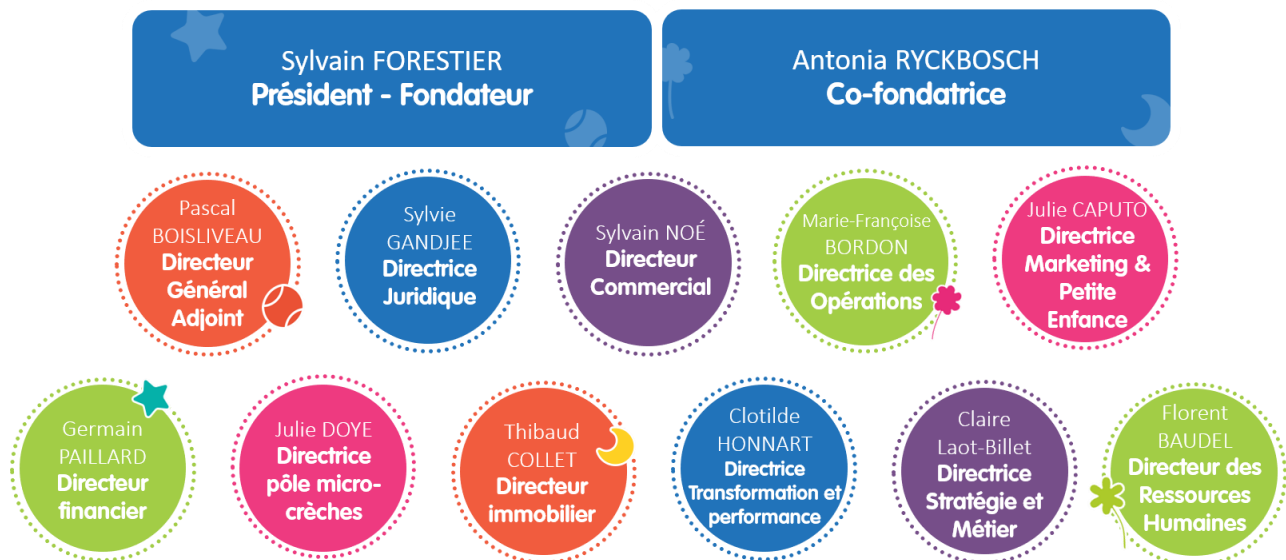 Sylvain FORESTIER
Président - Fondateur
Antonia RYCKBOSCH
Co-fondatrice
Pascal
BOISLIVEAU
Directeur
Général
Adjoint
Sylvie
GANDJEE
Directrice
Juridique
Sylvain NOÉ
Directeur
Commercial
Marie-Françoise
BORDON
Directrice des
Opérations
Julie CAPUTO
Directrice
Marketing &
Petite
Enfance
Germain
PAILLARD
Directeur
financier
Julie DOYE
Directrice
pôle micro-
crèches
Thibaud
COLLET
Directeur
immobilier
Clotilde
HONNART
Directrice
Transformation et
performance
Claire
Laot-Billet
Directrice
Stratégie et
Métier
Florent
BAUDEL
Directeur des
Ressources
Humaines